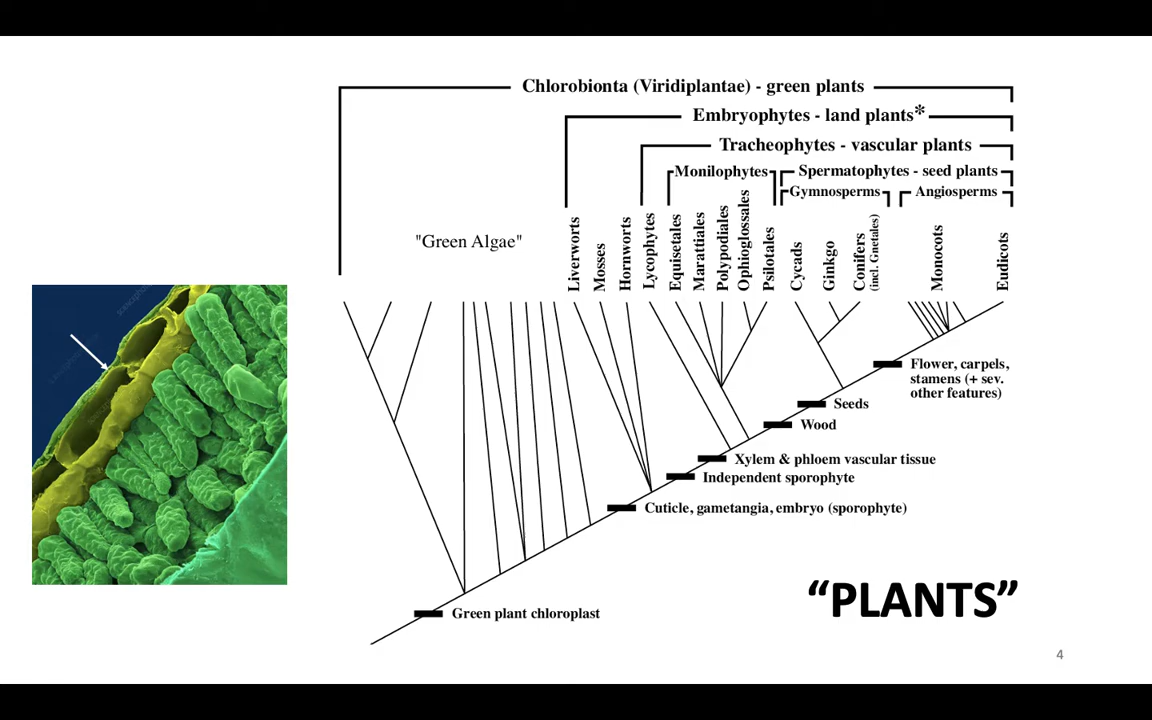 Chlorobionta (Viridiplantae) - green plants
Embryophytes - land plants*
Tracheophytes - vascular plants
Monilophytes
Spermatophytes - seed plants
Gymnosperms
Angiosperms
"Green Algae"
Liverworts
Mosses
Hornworts
Lycophytes
Equisetales
Marattiales
Polypodiales
Ophioglossales
Psilotales
Cycads
Ginkgo
Conifers
(incl. Gnetales)
Monocots
Eudicots
Flower, carpels,
stamens (+ sev.
other features)
Seeds
Wood
Xylem & phloem vascular tissue
Independent sporophyte
Cuticle, gametangia, embryo (sporophyte)
Green plant chloroplast
“PLANTS”
4